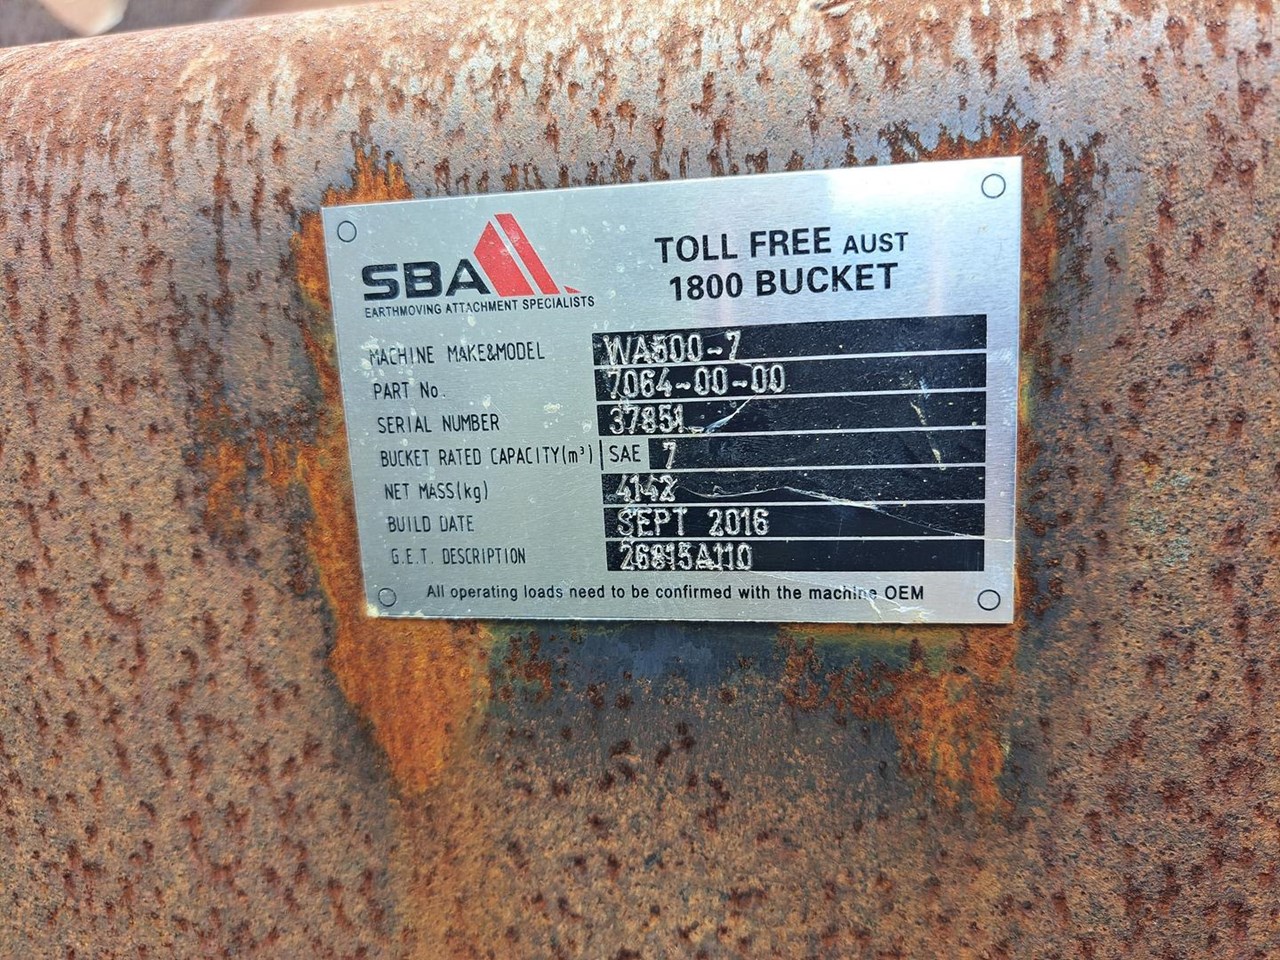 SBA
EARTHMOVING ATTACHMENT SPECIALISTS
TOLL FREE AUST
1800 BUCKET
MACHINE MAKE&MODEL WA500-7
PART No. 7064-00-00
SERIAL NUMBER 37851
BUCKET RATED CAPACITY(m³) SAE 7
NET MASS(kg) 4142
BUILD DATE SEPT 2016
G.E.T. DESCRIPTION 26815A110
All operating loads need to be confirmed with the machine OEM